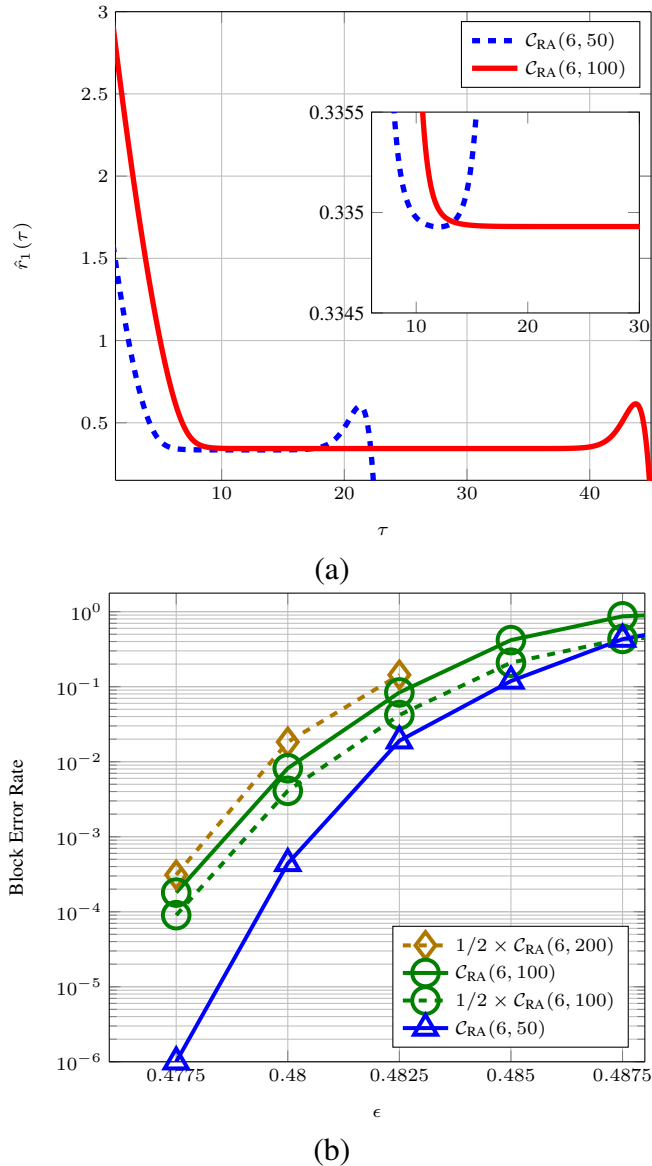 3
2.5
2
1.5
1
0.5
r̂₁(τ)
C_RA(6, 50)
C_RA(6, 100)
0.3355
0.335
0.3345
10
20
30
10
20
30
40
τ
(a)
10⁰
10⁻¹
10⁻²
10⁻³
10⁻⁴
10⁻⁵
10⁻⁶
Block Error Rate
1/2 × C_RA(6, 200)
C_RA(6, 100)
1/2 × C_RA(6, 100)
C_RA(6, 50)
0.4775
0.48
0.4825
0.485
0.4875
ϵ
(b)